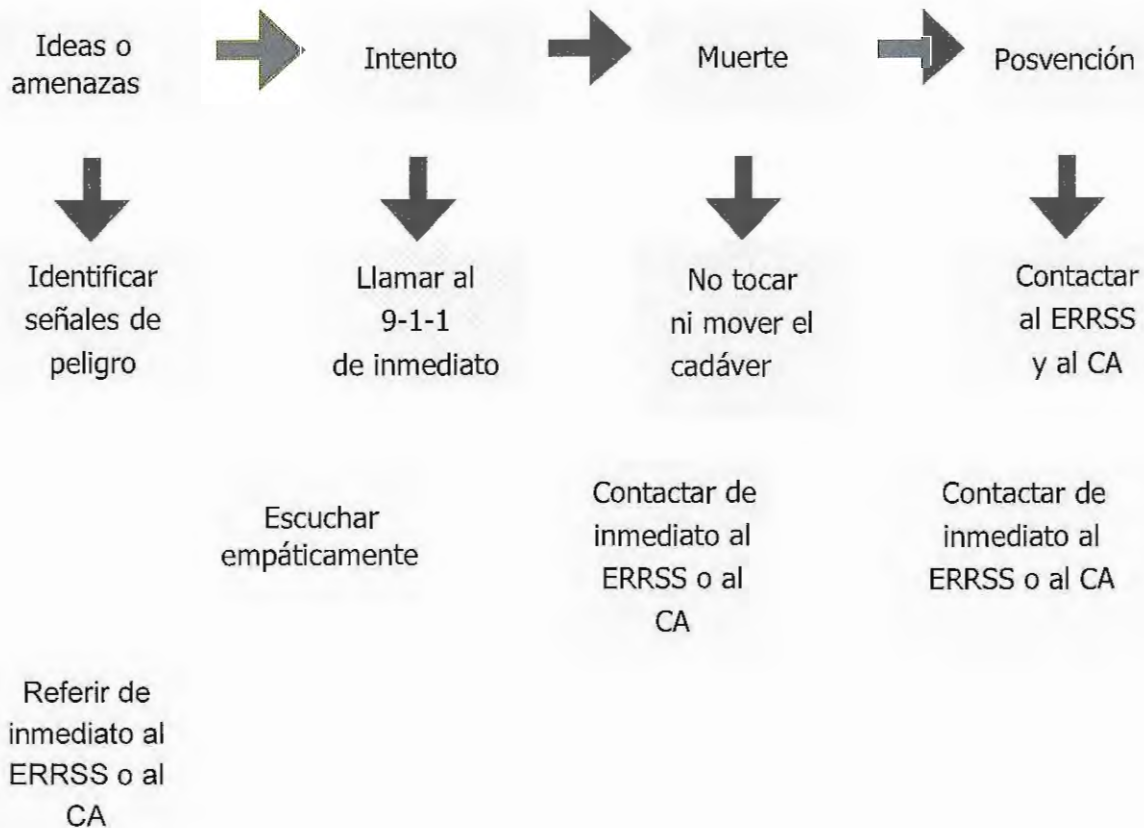 Ideas o
amenazas
Intento
Muerte
Posvención
Identificar
señales de
peligro
Llamar al
9-1-1
de inmediato
No tocar
ni mover el
cadáver
Contactar
al ERRSS
y al CA
Escuchar
empáticamente
Contactar de
inmediato al
ERRSS o al
CA
Contactar de
inmediato al
ERRSS o al CA
Referir de
inmediato al
ERRSS o al
CA